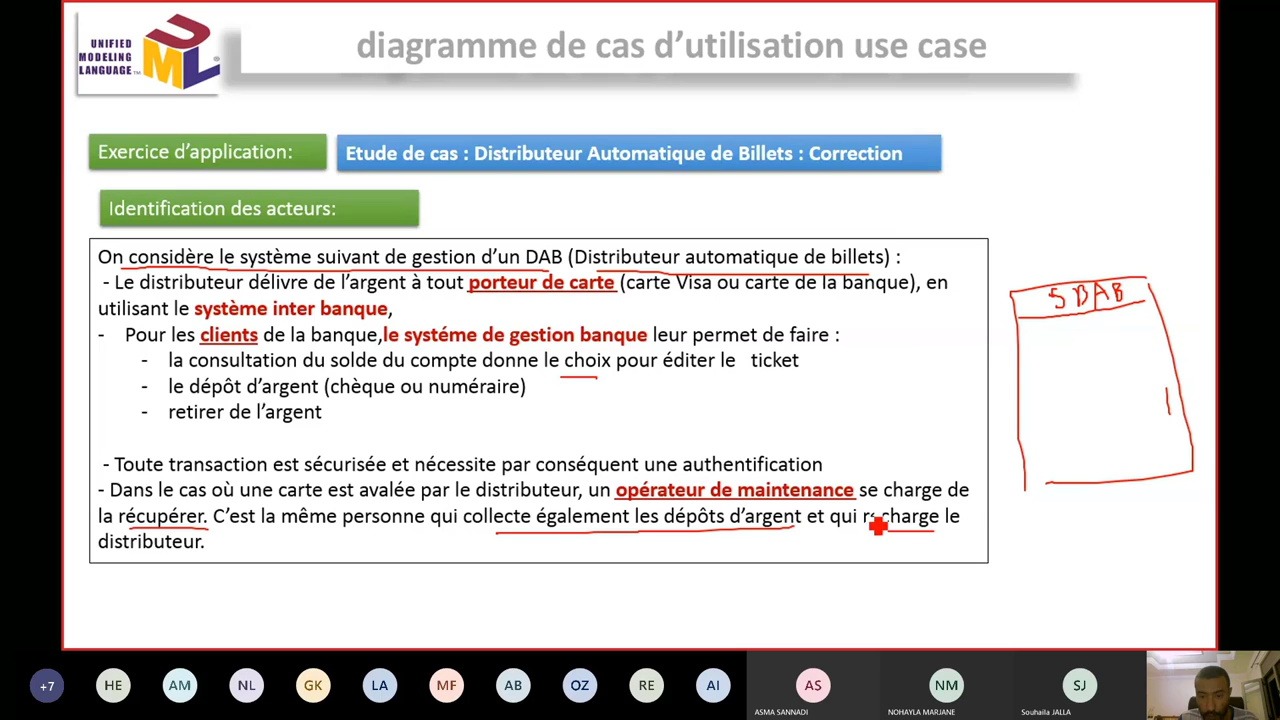 UNIFIED
MODELING
LANGUAGE™
UML®
diagramme de cas d’utilisation use case
Exercice d’application:
Etude de cas : Distributeur Automatique de Billets : Correction
Identification des acteurs:
On considère le système suivant de gestion d’un DAB (Distributeur automatique de billets) :
- Le distributeur délivre de l’argent à tout porteur de carte (carte Visa ou carte de la banque), en
utilisant le système inter banque,
- Pour les clients de la banque,le systéme de gestion banque leur permet de faire :
- la consultation du solde du compte donne le choix pour éditer le ticket
- le dépôt d’argent (chèque ou numéraire)
- retirer de l’argent
- Toute transaction est sécurisée et nécessite par conséquent une authentification
- Dans le cas où une carte est avalée par le distributeur, un opérateur de maintenance se charge de
la récupérer. C’est la même personne qui collecte également les dépôts d’argent et qui recharge le
distributeur.
SBAB
+7
HE
AM
NL
GK
LA
MF
AB
OZ
RE
AI
AS
NM
SJ
ASMA SANNADI
NOHAYLA MARJANE
Souhaila JALLA